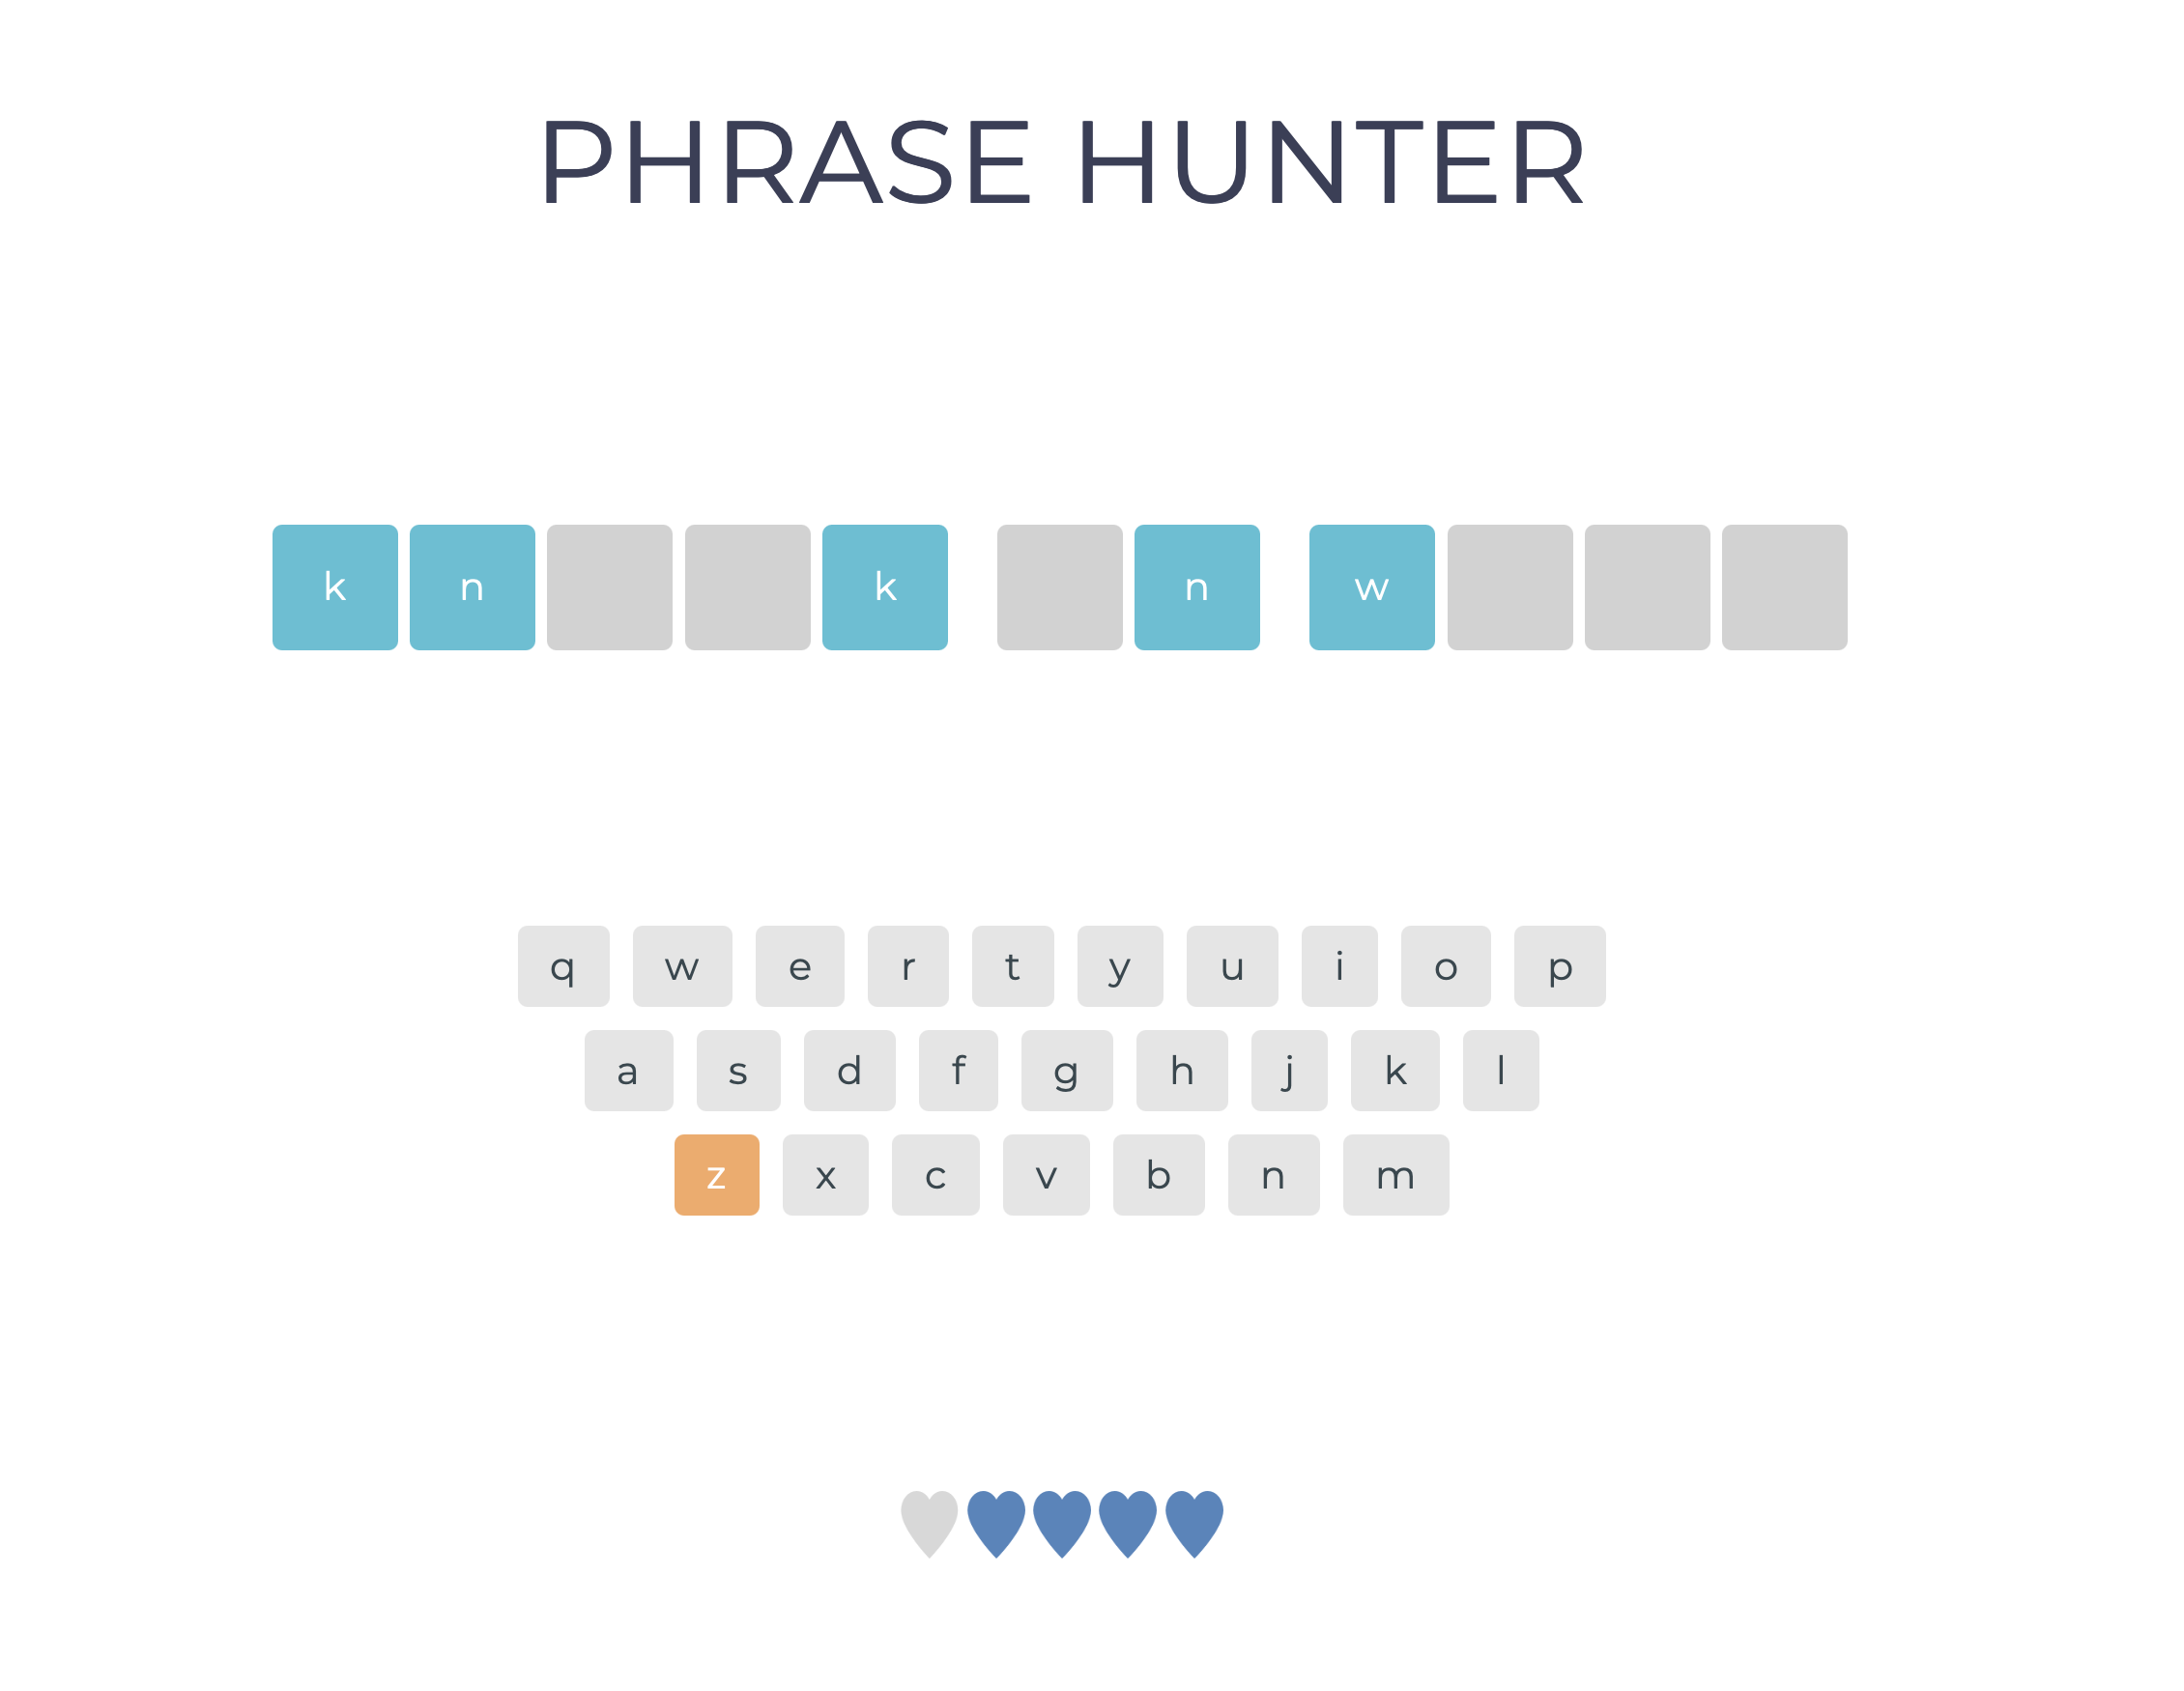 PHRASE HUNTER
k n k n w
q w e r t y u i o p
a s d f g h j k l
z x c v b n m